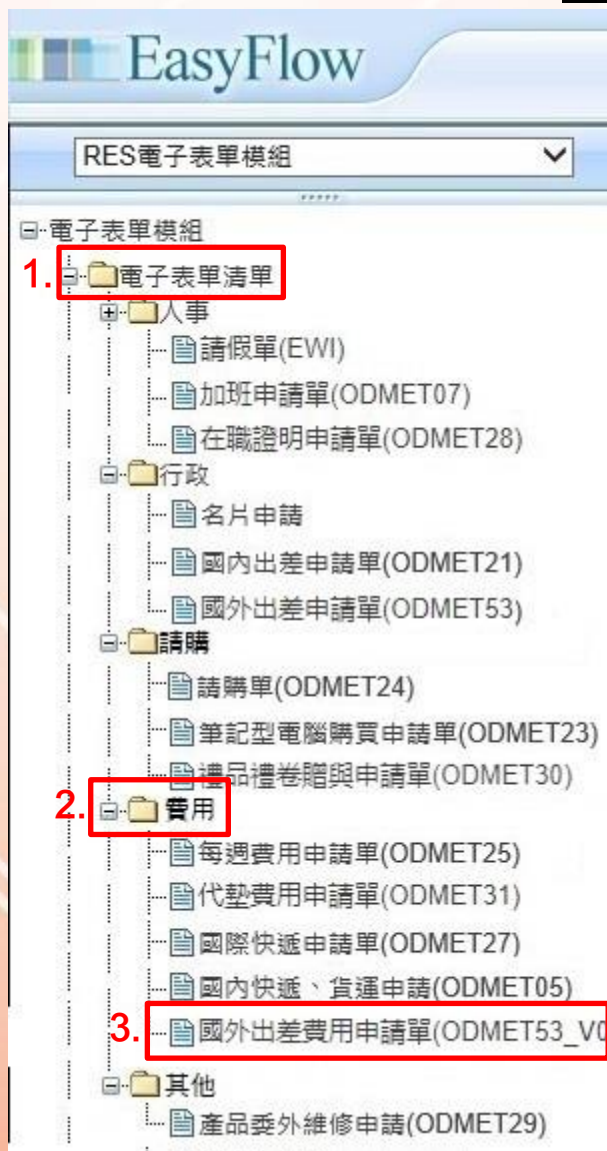 EasyFlow
RES電子表單模組
電子表單模組
1. 電子表單清單
人事
請假單(EWI)
加班申請單(ODMET07)
在職證明申請單(ODMET28)
行政
名片申請
國內出差申請單(ODMET21)
國外出差申請單(ODMET53)
請購
請購單(ODMET24)
筆記型電腦購買申請單(ODMET23)
禮品禮卷贈與申請單(ODMET30)
2. 費用
每週費用申請單(ODMET25)
代墊費用申請單(ODMET31)
國際快遞申請單(ODMET27)
國內快遞、貨運申請(ODMET05)
3. 國外出差費用申請單(ODMET53_V0
其他
產品委外維修申請(ODMET29)